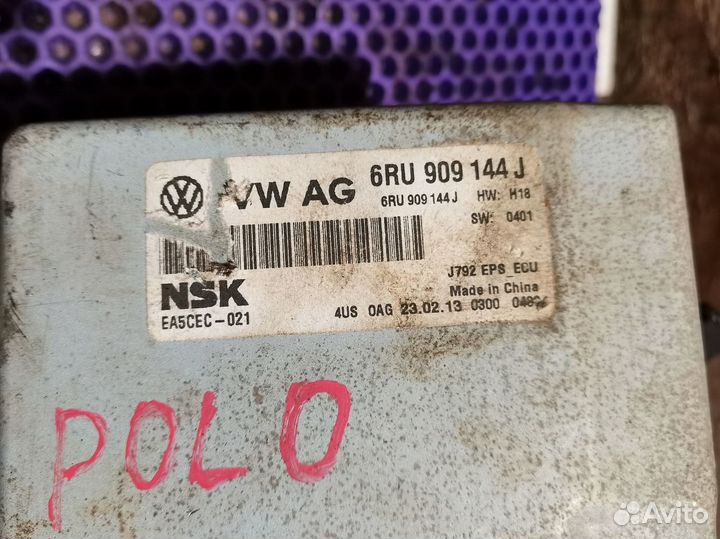 VW AG 6RU 909 144 J
6RU 909 144 J HW: H18
SW: 0401
J792 EPS_ECU
NSK Made in China
EA5CEC-021 4US 0AG 23.02.13 0300
POLO
Avito